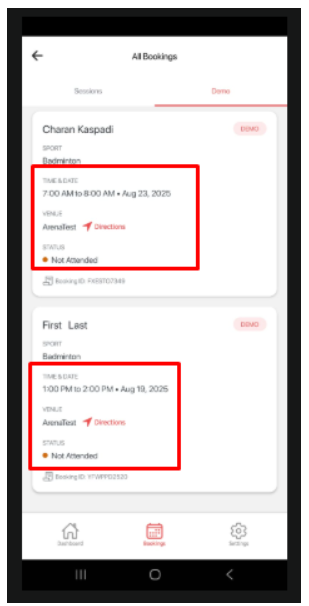 All Bookings
Sessions
Demo
Charan Kaspadi
DEMO
SPORT
Badminton
TIME & DATE
7:00 AM to 8:00 AM • Aug 23, 2025
VENUE
ArenaTest Directions
STATUS
Not Attended
Booking ID:
First Last
DEMO
SPORT
Badminton
TIME & DATE
1:00 PM to 2:00 PM • Aug 19, 2025
VENUE
ArenaTest Directions
STATUS
Not Attended
Booking ID:
Dashboard
Bookings
Settings